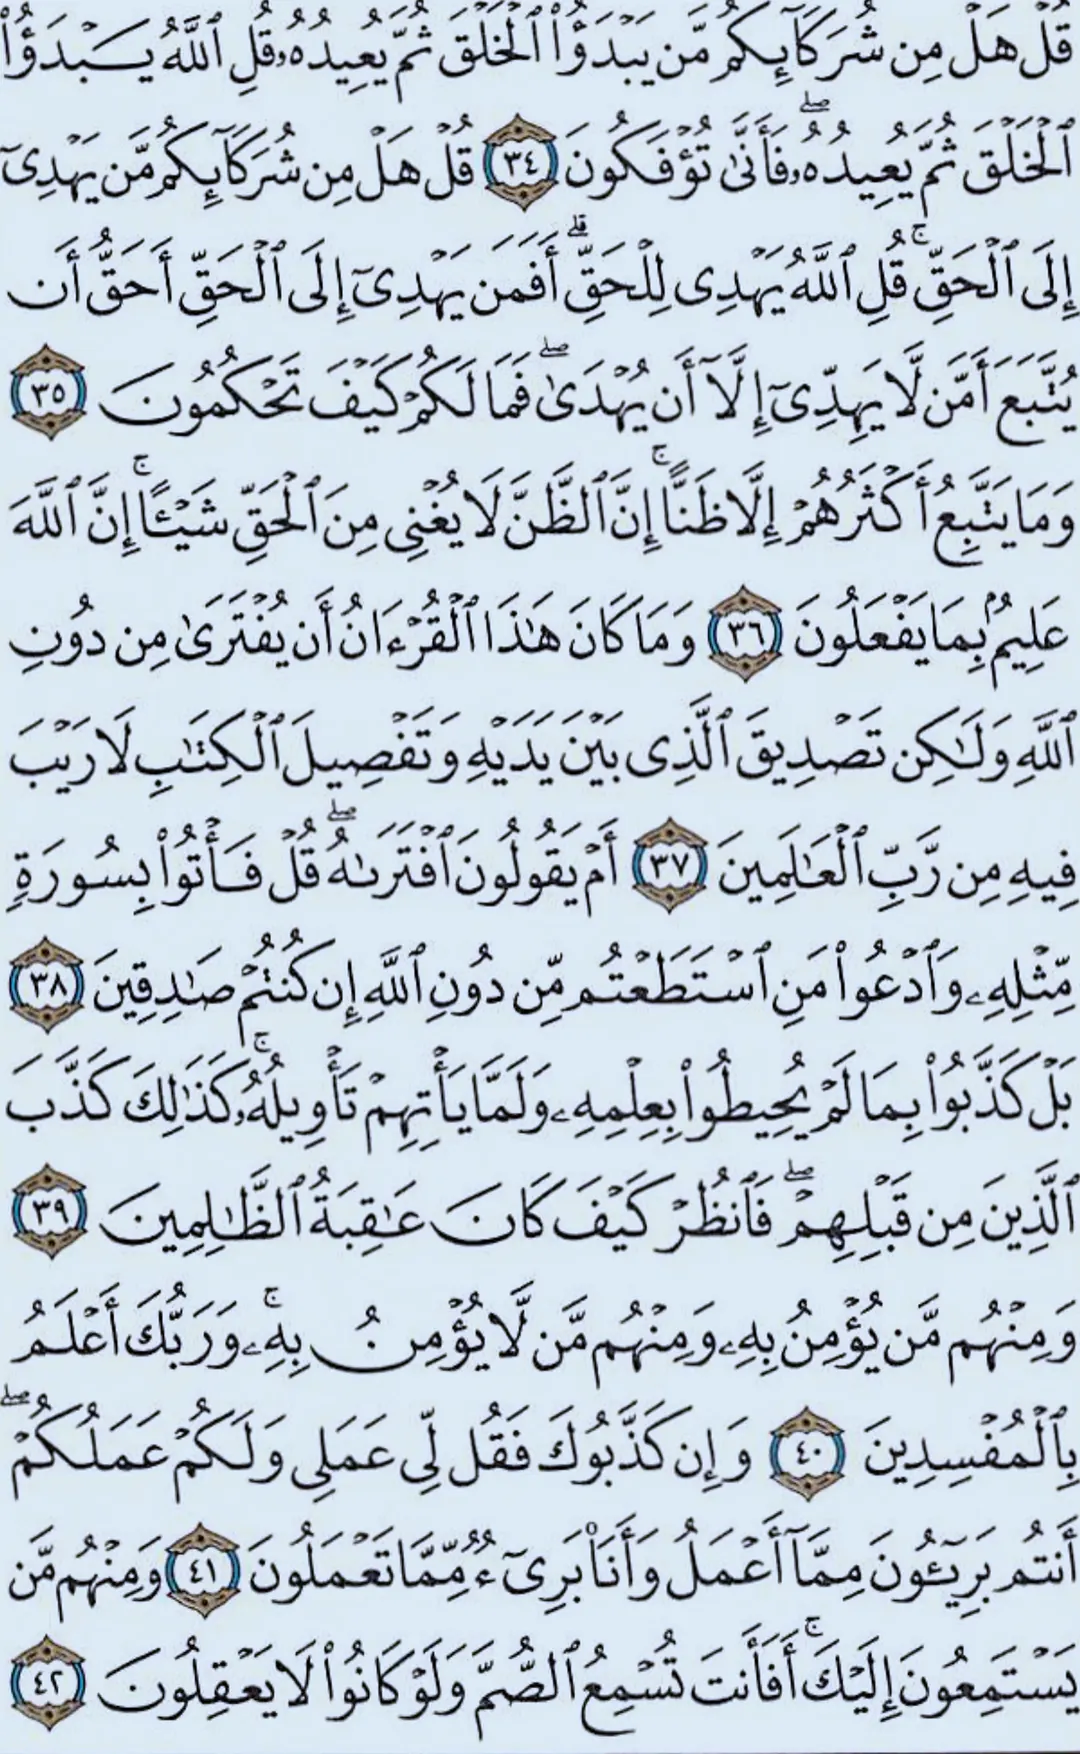 قُلْ هَلْ مِن شُرَكَآئِكُم مَّن يَبْدَؤُا۟ ٱلْخَلْقَ ثُمَّ يُعِيدُهُۥ ۚ قُلِ ٱللَّهُ يَبْدَؤُا۟
ٱلْخَلْقَ ثُمَّ يُعِيدُهُۥ ۖ فَأَنَّىٰ تُؤْفَكُونَ ٣٤ قُلْ هَلْ مِن شُرَكَآئِكُم مَّن يَهْدِىٓ
إِلَى ٱلْحَقِّ ۚ قُلِ ٱللَّهُ يَهْدِى لِلْحَقِّ ۗ أَفَمَن يَهْدِىٓ إِلَى ٱلْحَقِّ أَحَقُّ أَن
يُتَّبَعَ أَمَّن لَّا يَهِدِّىٓ إِلَّآ أَن يُهْدَىٰ ۖ فَمَا لَكُمْ كَيْفَ تَحْكُمُونَ ٣٥
وَمَا يَتَّبِعُ أَكْثَرُهُمْ إِلَّا ظَنًّا ۚ إِنَّ ٱلظَّنَّ لَا يُغْنِى مِنَ ٱلْحَقِّ شَيْـًٔا ۚ إِنَّ ٱللَّهَ
عَلِيمٌۢ بِمَا يَفْعَلُونَ ٣٦ وَمَا كَانَ هَـٰذَا ٱلْقُرْءَانُ أَن يُفْتَرَىٰ مِن دُونِ
ٱللَّهِ وَلَـٰكِن تَصْدِيقَ ٱلَّذِى بَيْنَ يَدَيْهِ وَتَفْصِيلَ ٱلْكِتَـٰبِ لَا رَيْبَ
فِيهِ مِن رَّبِّ ٱلْعَـٰلَمِينَ ٣٧ أَمْ يَقُولُونَ ٱفْتَرَىٰهُ ۖ قُلْ فَأْتُوا۟ بِسُورَةٍ
مِّثْلِهِۦ وَٱدْعُوا۟ مَنِ ٱسْتَطَعْتُم مِّن دُونِ ٱللَّهِ إِن كُنتُمْ صَـٰدِقِينَ ٣٨
بَلْ كَذَّبُوا۟ بِمَا لَمْ يُحِيطُوا۟ بِعِلْمِهِۦ وَلَمَّا يَأْتِهِمْ تَأْوِيلُهُۥ ۚ كَذَٰلِكَ كَذَّبَ
ٱلَّذِينَ مِن قَبْلِهِمْ ۖ فَٱنظُرْ كَيْفَ كَانَ عَـٰقِبَةُ ٱلظَّـٰلِمِينَ ٣٩
وَمِنْهُم مَّن يُؤْمِنُ بِهِۦ وَمِنْهُم مَّن لَّا يُؤْمِنُ بِهِۦ ۚ وَرَبُّكَ أَعْلَمُ
بِٱلْمُفْسِدِينَ ٤٠ وَإِن كَذَّبُوكَ فَقُل لِّى عَمَلِى وَلَكُمْ عَمَلُكُمْ ۖ
أَنتُم بَرِيٓـُٔونَ مِمَّآ أَعْمَلُ وَأَنَا۠ بَرِىٓءٌ مِّمَّا تَعْمَلُونَ ٤١ وَمِنْهُم مَّن
يَسْتَمِعُونَ إِلَيْكَ ۚ أَفَأَنتَ تُسْمِعُ ٱلصُّمَّ وَلَوْ كَانُوا۟ لَا يَعْقِلُونَ ٤٢